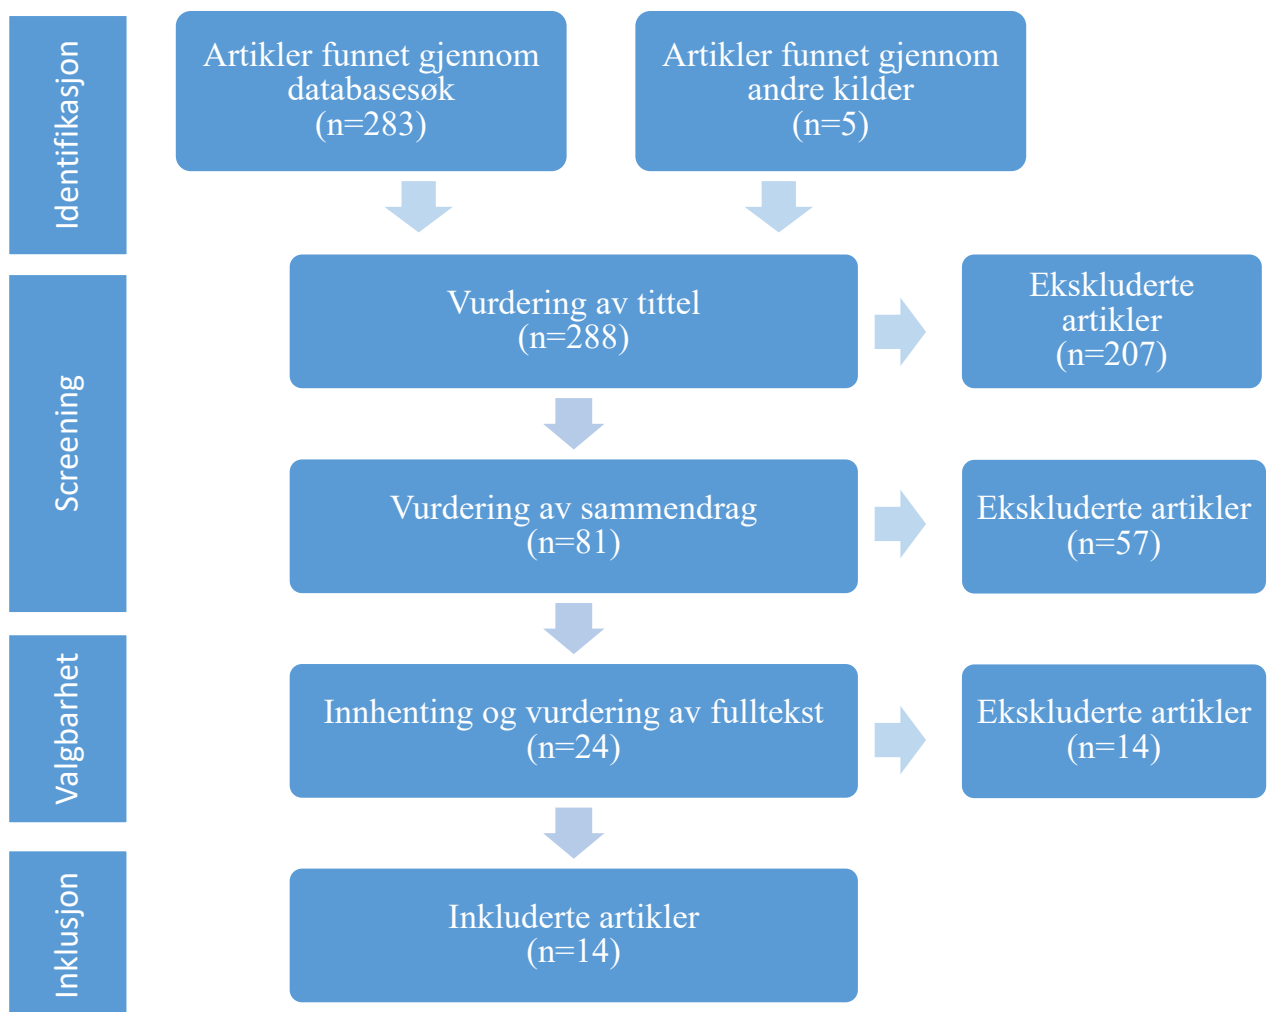 Identifikasjon
Artikler funnet gjennom
databasesøk
(n=283)
Artikler funnet gjennom
andre kilder
(n=5)
Screening
Vurdering av tittel
(n=288)
Ekskluderte
artikler
(n=207)
Vurdering av sammendrag
(n=81)
Ekskluderte artikler
(n=57)
Valgbarhet
Innhenting og vurdering av fulltekst
(n=24)
Ekskluderte artikler
(n=14)
Inklusjon
Inkluderte artikler
(n=14)